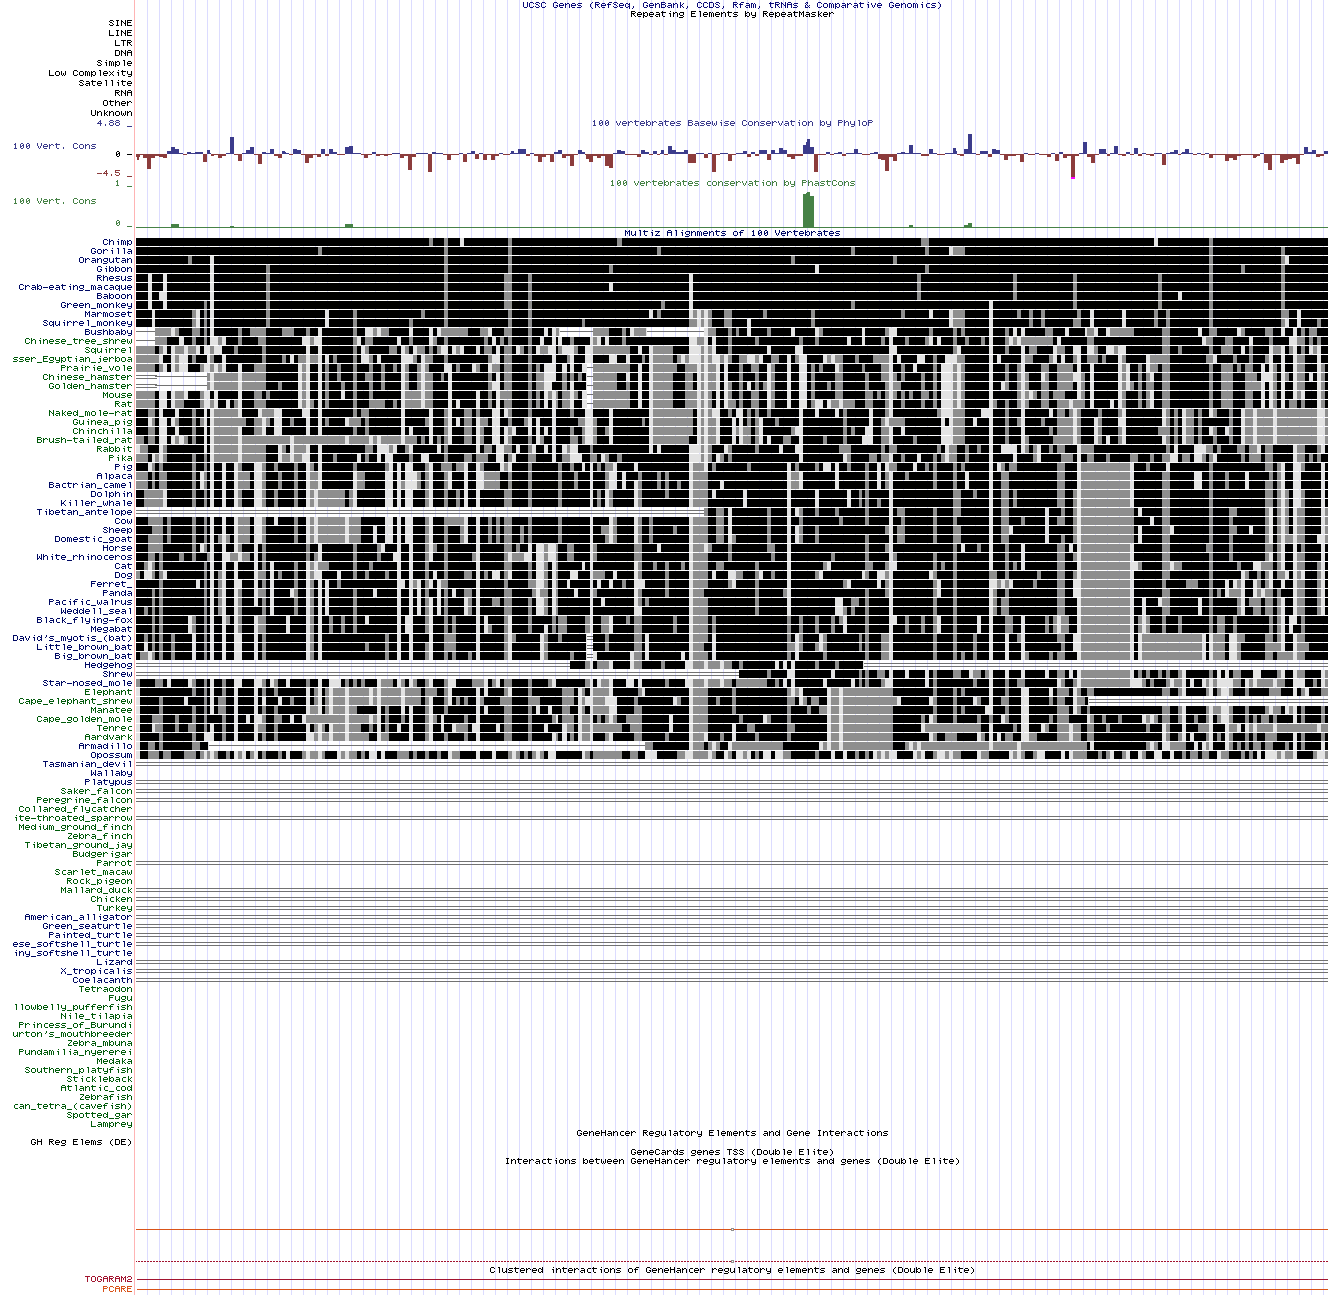 UCSC Genes (RefSeq, GenBank, CCDS, Rfam, tRNAs & Comparative Genomics)
Repeating Elements by RepeatMasker
SINE
LINE
LTR
DNA
Simple
Low Complexity
Satellite
RNA
Other
Unknown
4.88 _
100 vertebrates Basewise Conservation by PhyloP
100 Vert. Cons
0 _
-4.5 _
100 vertebrates conservation by PhastCons
1 _
100 Vert. Cons
0 _
Multiz Alignments of 100 Vertebrates
Chimp
Gorilla
Orangutan
Gibbon
Rhesus
Crab-eating_macaque
Baboon
Green_monkey
Marmoset
Squirrel_monkey
Bushbaby
Chinese_tree_shrew
Squirrel
sser_Egyptian_jerboa
Prairie_vole
Chinese_hamster
Golden_hamster
Mouse
Rat
Naked_mole-rat
Guinea_pig
Chinchilla
Brush-tailed_rat
Rabbit
Pika
Pig
Alpaca
Bactrian_camel
Dolphin
Killer_whale
Tibetan_antelope
Cow
Sheep
Domestic_goat
Horse
White_rhinoceros
Cat
Dog
Ferret_
Panda
Pacific_walrus
Weddell_seal
Black_flying-fox
Megabat
David's_myotis_(bat)
Little_brown_bat
Big_brown_bat
Hedgehog
Shrew
Star-nosed_mole
Elephant
Cape_elephant_shrew
Manatee
Cape_golden_mole
Tenrec
Aardvark
Armadillo
Opossum
Tasmanian_devil
Wallaby
Platypus
Saker_falcon
Peregrine_falcon
Collared_flycatcher
ite-throated_sparrow
Medium_ground_finch
Zebra_finch
Tibetan_ground_jay
Budgerigar
Parrot
Scarlet_macaw
Rock_pigeon
Mallard_duck
Chicken
Turkey
American_alligator
Green_seaturtle
Painted_turtle
ese_softshell_turtle
iny_softshell_turtle
Lizard
X_tropicalis
Coelacanth
Tetraodon
Fugu
llowbelly_pufferfish
Nile_tilapia
Princess_of_Burundi
urton's_mouthbreeder
Zebra_mbuna
Pundamilia_nyererei
Medaka
Southern_platyfish
Stickleback
Atlantic_cod
Zebrafish
can_tetra_(cavefish)
Spotted_gar
Lamprey
GeneHancer Regulatory Elements and Gene Interactions
GH Reg Elems (DE)
GeneCards genes TSS (Double Elite)
Interactions between GeneHancer regulatory elements and genes (Double Elite)
Clustered interactions of GeneHancer regulatory elements and genes (Double Elite)
TOGARAM2
PCARE